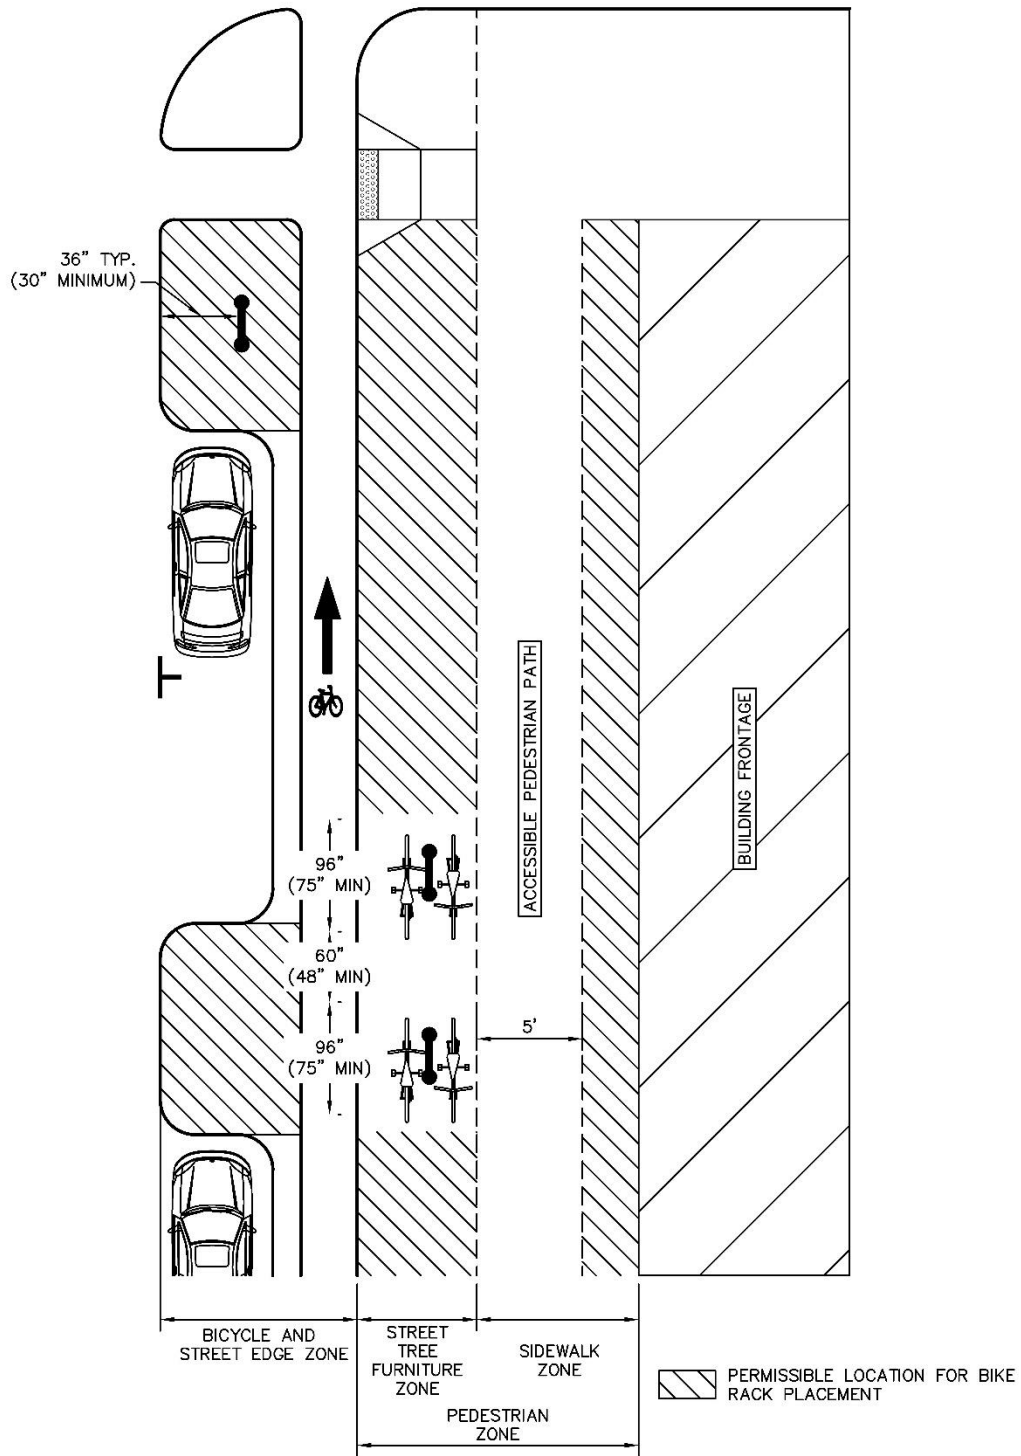 36" TYP.
(30" MINIMUM)
ACCESSIBLE PEDESTRIAN PATH
BUILDING FRONTAGE
96"
(75" MIN)
60"
(48" MIN)
96"
(75" MIN)
5'
BICYCLE AND
STREET EDGE ZONE
STREET
TREE
FURNITURE
ZONE
SIDEWALK
ZONE
PEDESTRIAN
ZONE
PERMISSIBLE LOCATION FOR BIKE
RACK PLACEMENT